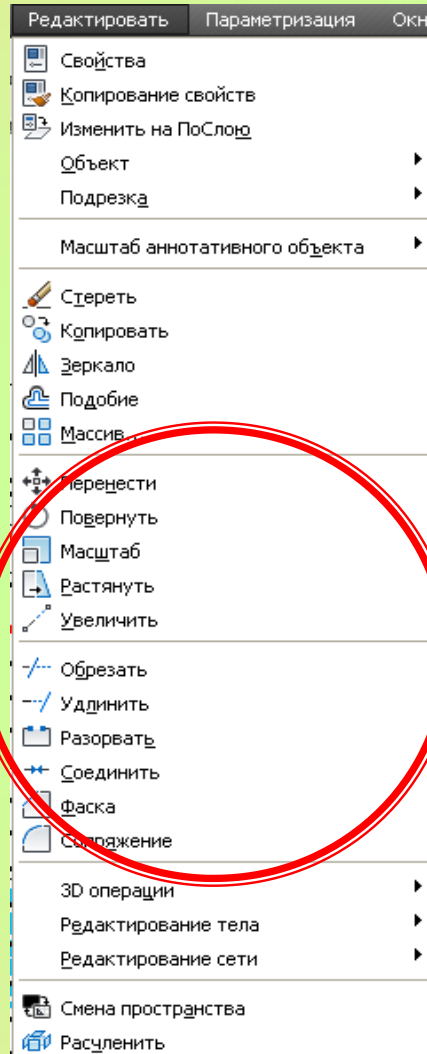 Редактировать Параметризация Окн
Свойства
Копирование свойств
Изменить на ПоСлою
Объект
Подрезка
Масштаб аннотативного объекта
Стереть
Копировать
Зеркало
Подобие
Массив...
Перенести
Повернуть
Масштаб
Растянуть
Увеличить
Обрезать
Удлинить
Разорвать
Соединить
Фаска
Сопряжение
3D операции
Редактирование тела
Редактирование сети
Смена пространства
Расчленить